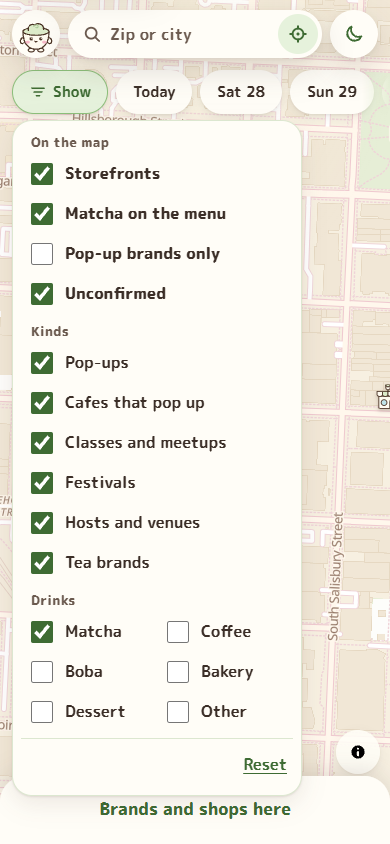 Zip or city
Show
Today
Sat 28
Sun 29
On the map
Storefronts
Matcha on the menu
Pop-up brands only
Unconfirmed
Kinds
Pop-ups
Cafes that pop up
Classes and meetups
Festivals
Hosts and venues
Tea brands
Drinks
Matcha
Coffee
Boba
Bakery
Dessert
Other
Reset
South Salisbury Street
Brands and shops here